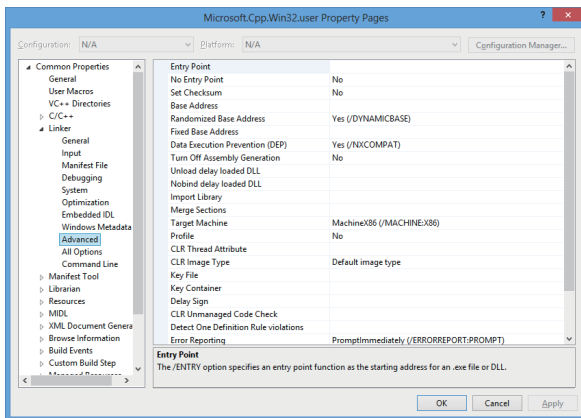 Microsoft.Cpp.Win32.user Property Pages
? x
Configuration: N/A Platform: N/A Configuration Manager...
Common Properties
General
User Macros
VC++ Directories
C/C++
Linker
General
Input
Manifest File
Debugging
System
Optimization
Embedded IDL
Windows Metadata
Advanced
All Options
Command Line
Manifest Tool
Librarian
Resources
MIDL
XML Document Genera
Browse Information
Build Events
Custom Build Step
Managed Resources
Entry Point
No Entry Point No
Set Checksum No
Base Address
Randomized Base Address Yes (/DYNAMICBASE)
Fixed Base Address
Data Execution Prevention (DEP) Yes (/NXCOMPAT)
Turn Off Assembly Generation No
Unload delay loaded DLL
Nobind delay loaded DLL
Import Library
Merge Sections
Target Machine MachineX86 (/MACHINE:X86)
Profile No
CLR Thread Attribute
CLR Image Type Default image type
Key File
Key Container
Delay Sign
CLR Unmanaged Code Check
Detect One Definition Rule violations
Error Reporting PromptImmediately (/ERRORREPORT:PROMPT)
Entry Point
The /ENTRY option specifies an entry point function as the starting address for an .exe file or DLL.
OK Cancel Apply